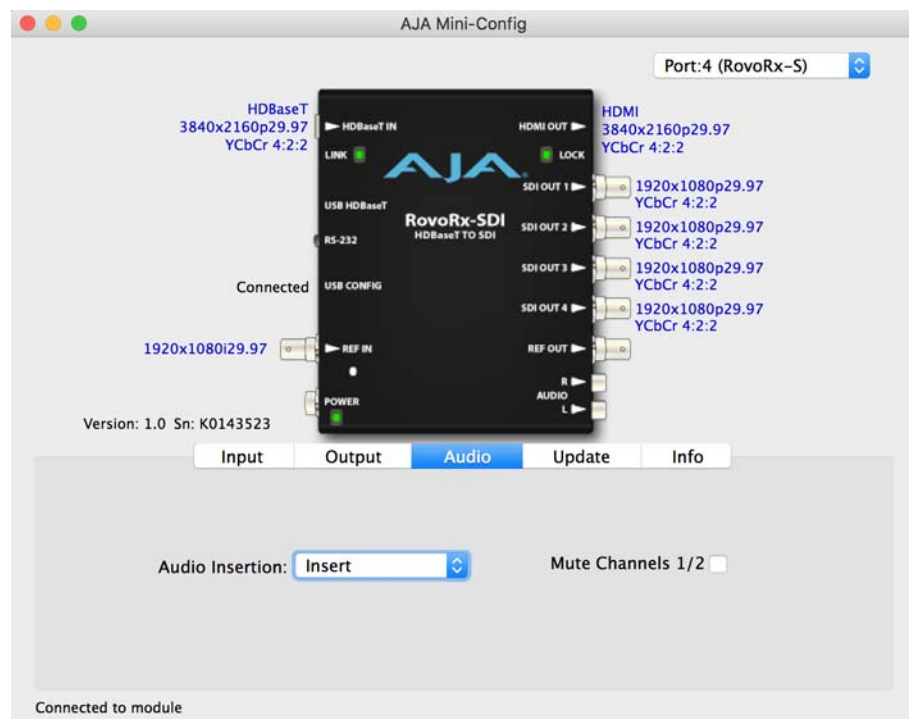 AJA Mini-Config
Port:4 (RovoRx-S)
HDBaseT
3840x2160p29.97
YCbCr 4:2:2
HDBaseT IN
HDMI OUT
HDMI
3840x2160p29.97
YCbCr 4:2:2
LINK
LOCK
AJA
SDI OUT 1
1920x1080p29.97
YCbCr 4:2:2
USB HDBaseT
RovoRx-SDI
HDBaseT TO SDI
SDI OUT 2
1920x1080p29.97
YCbCr 4:2:2
RS-232
SDI OUT 3
1920x1080p29.97
YCbCr 4:2:2
Connected
USB CONFIG
SDI OUT 4
1920x1080p29.97
YCbCr 4:2:2
1920x1080i29.97
REF IN
REF OUT
R
AUDIO
L
POWER
Version: 1.0 Sn: K0143523
Input Output Audio Update Info
Audio Insertion: Insert Mute Channels 1/2
Connected to module